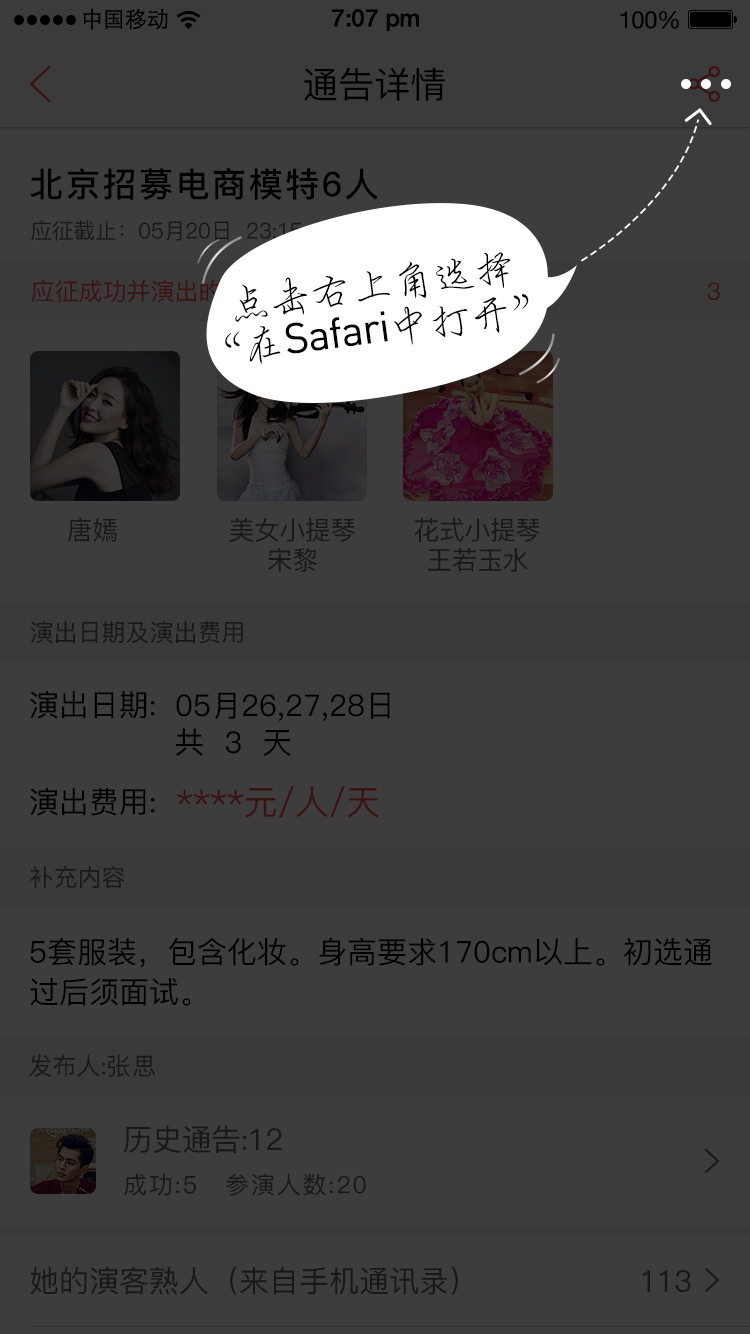 中国移动 7:07 pm 100%
通告详情
北京招募电商模特6人
应征截止：05月20日 23:15
应征成功并演出的 3
点击右上角选择
“在Safari中打开”
唐嫣 美女小提琴 花式小提琴
宋黎 王若玉水
演出日期及演出费用
演出日期: 05月26,27,28日
共 3 天
演出费用: ****元/人/天
补充内容
5套服装，包含化妆。身高要求170cm以上。初选通
过后须面试。
发布人:张思
历史通告:12
成功:5 参演人数:20
她的演客熟人（来自手机通讯录） 113